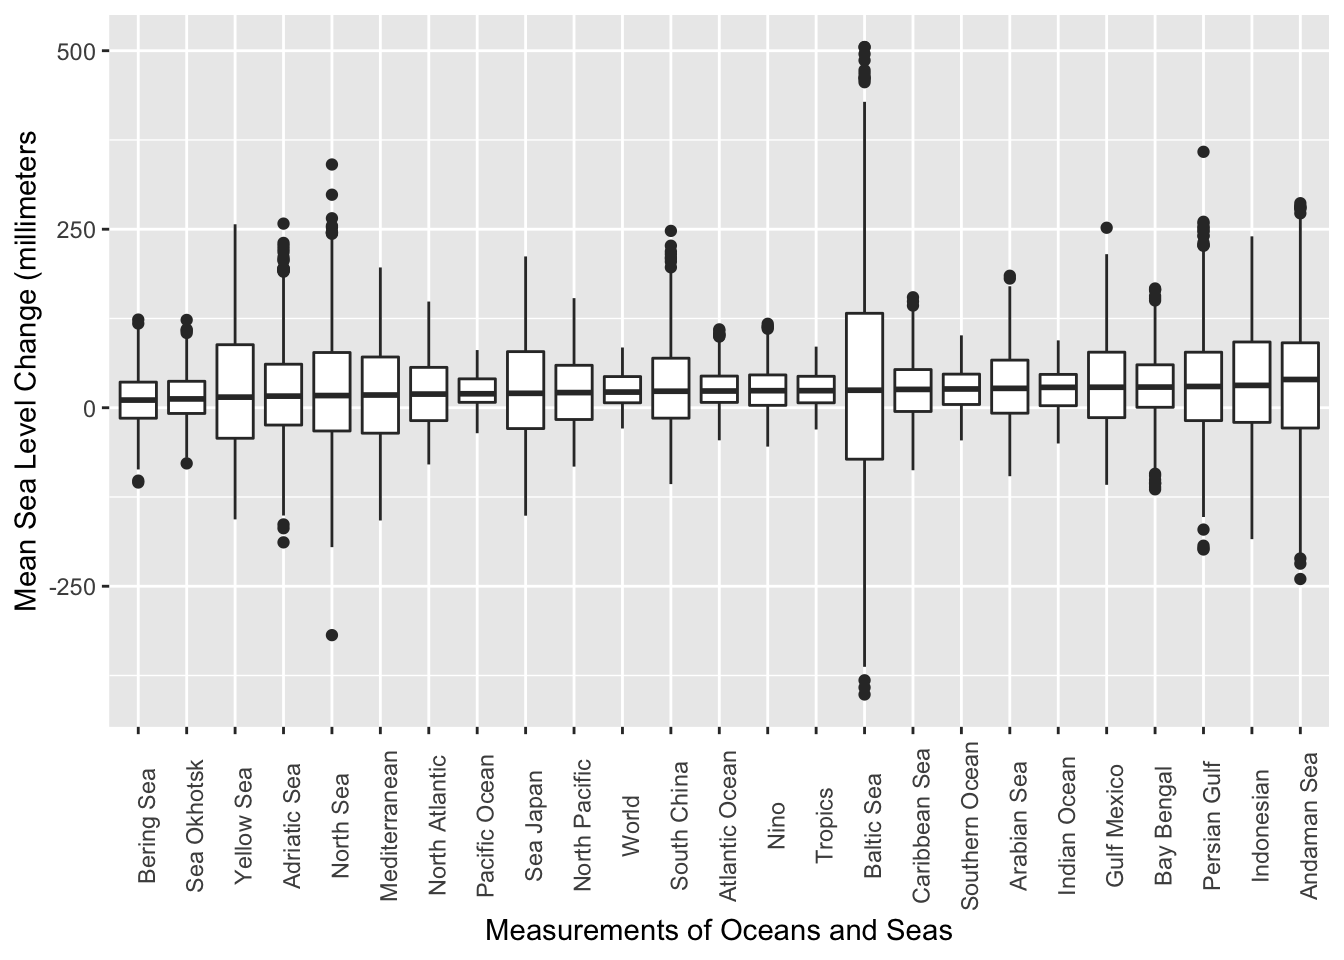 Mean Sea Level Change (millimeters
500
250
0
-250
Bering Sea
Sea Okhotsk
Yellow Sea
Adriatic Sea
North Sea
Mediterranean
North Atlantic
Pacific Ocean
Sea Japan
North Pacific
World
South China
Atlantic Ocean
Nino
Tropics
Baltic Sea
Caribbean Sea
Southern Ocean
Arabian Sea
Indian Ocean
Gulf Mexico
Bay Bengal
Persian Gulf
Indonesian
Andaman Sea
Measurements of Oceans and Seas